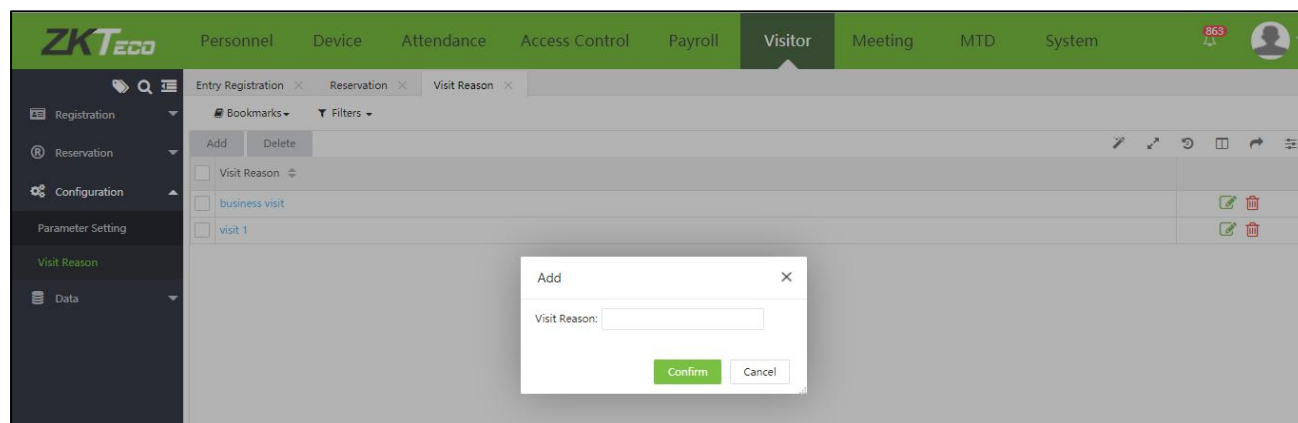 ZKTeco Personnel Device Attendance Access Control Payroll Visitor Meeting MTD System 863
Entry Registration Reservation Visit Reason
Registration
Bookmarks Filters
Reservation
Add Delete
Visit Reason
Configuration
business visit
Parameter Setting
visit 1
Visit Reason
Data
Add
Visit Reason:
Confirm Cancel